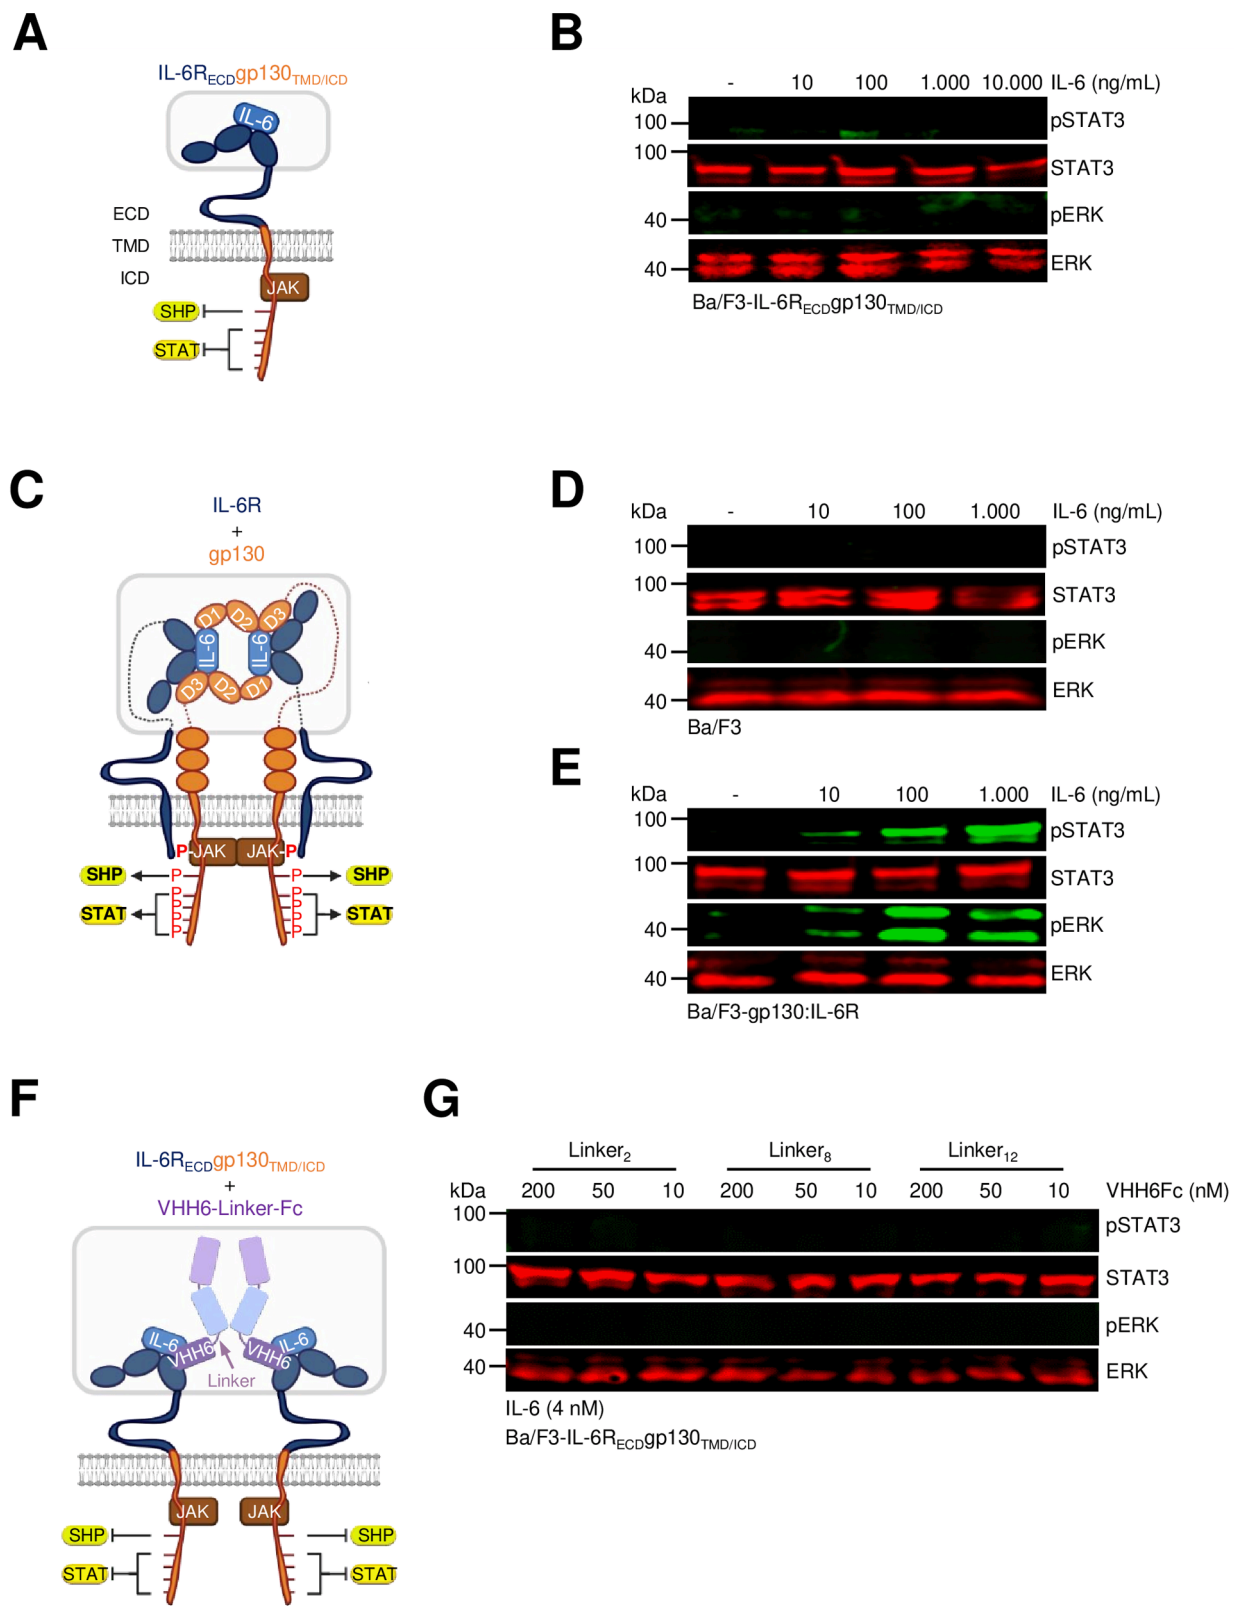 A
IL-6RECDgp130TMD/ICD
IL-6
ECD
TMD
ICD
JAK
SHP
STAT
B
kDa
- 10 100 1.000 10.000 IL-6 (ng/mL)
100 pSTAT3
100 STAT3
40 pERK
40 ERK
Ba/F3-IL-6RECDgp130TMD/ICD
C
IL-6R
+
gp130
D1 D2 D3
IL-6 IL-6
D3 D2 D1
P-JAK JAK-P
SHP P P SHP
P P
STAT P P STAT
P P
P P
D
kDa - 10 100 1.000 IL-6 (ng/mL)
100 pSTAT3
100 STAT3
40 pERK
40 ERK
Ba/F3
E
kDa - 10 100 1.000 IL-6 (ng/mL)
100 pSTAT3
100 STAT3
40 pERK
40 ERK
Ba/F3-gp130:IL-6R
F
IL-6RECDgp130TMD/ICD
+
VHH6-Linker-Fc
IL-6 IL-6
VHH6 VHH6
Linker
JAK JAK
SHP SHP
STAT STAT
G
Linker2 Linker8 Linker12
kDa 200 50 10 200 50 10 200 50 10 VHH6Fc (nM)
100 pSTAT3
100 STAT3
40 pERK
40 ERK
IL-6 (4 nM)
Ba/F3-IL-6RECDgp130TMD/ICD